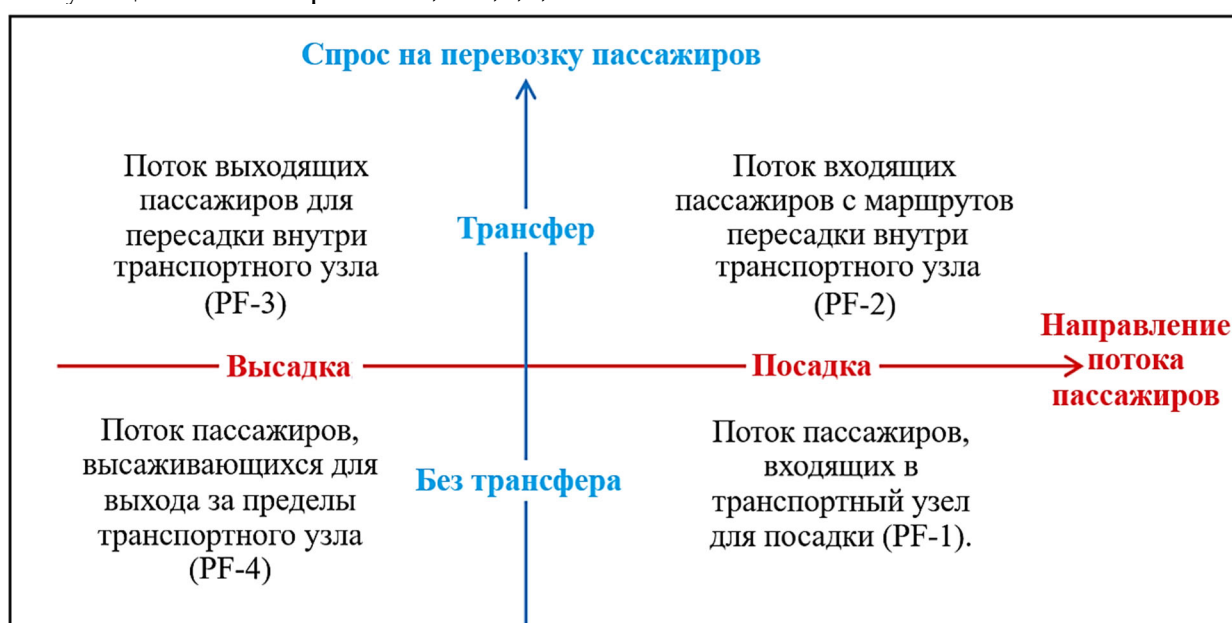 Спрос на перевозку пассажиров
Поток выходящих
пассажиров для
пересадки внутри
транспортного узла
(PF-3)
Трансфер
Поток входящих
пассажиров с маршрутов
пересадки внутри
транспортного узла
(PF-2)
Направление
потока
пассажиров
Высадка
Посадка
Поток пассажиров,
высаживающихся для
выхода за пределы
транспортного узла
(PF-4)
Без трансфера
Поток пассажиров,
входящих в
транспортный узел
для посадки (PF-1).